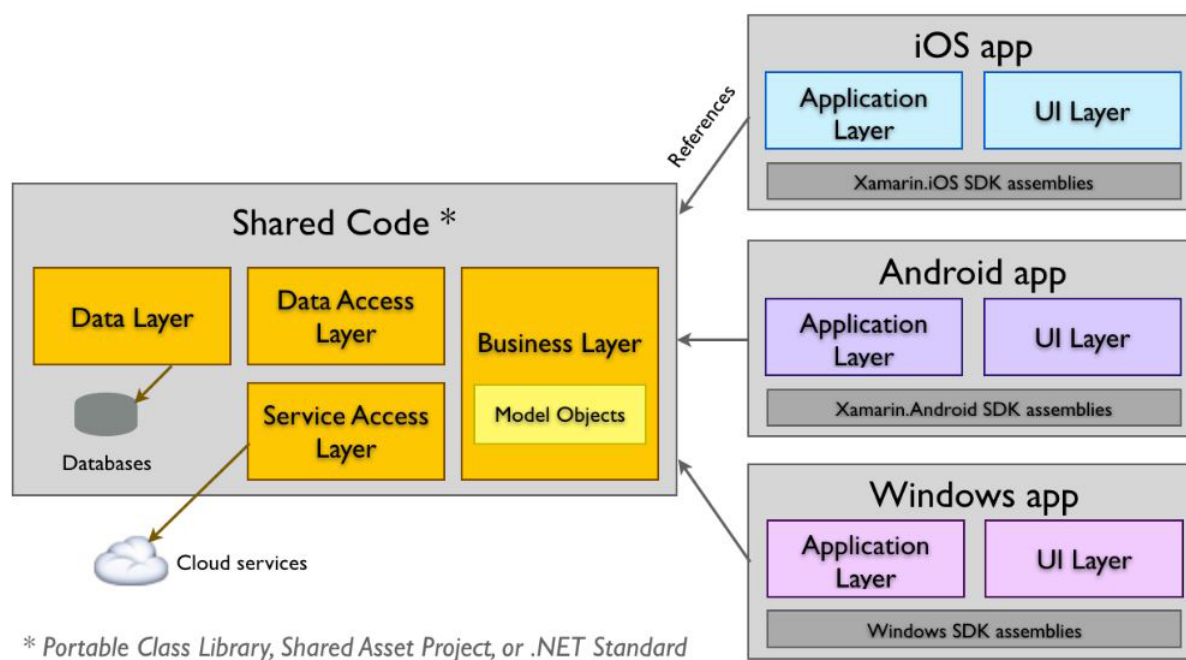 Shared Code *
Data Layer
Data Access
Layer
Business Layer
Model Objects
Service Access
Layer
Databases
Cloud services
* Portable Class Library, Shared Asset Project, or .NET Standard
References
iOS app
Application
Layer
UI Layer
Xamarin.iOS SDK assemblies
Android app
Application
Layer
UI Layer
Xamarin.Android SDK assemblies
Windows app
Application
Layer
UI Layer
Windows SDK assemblies